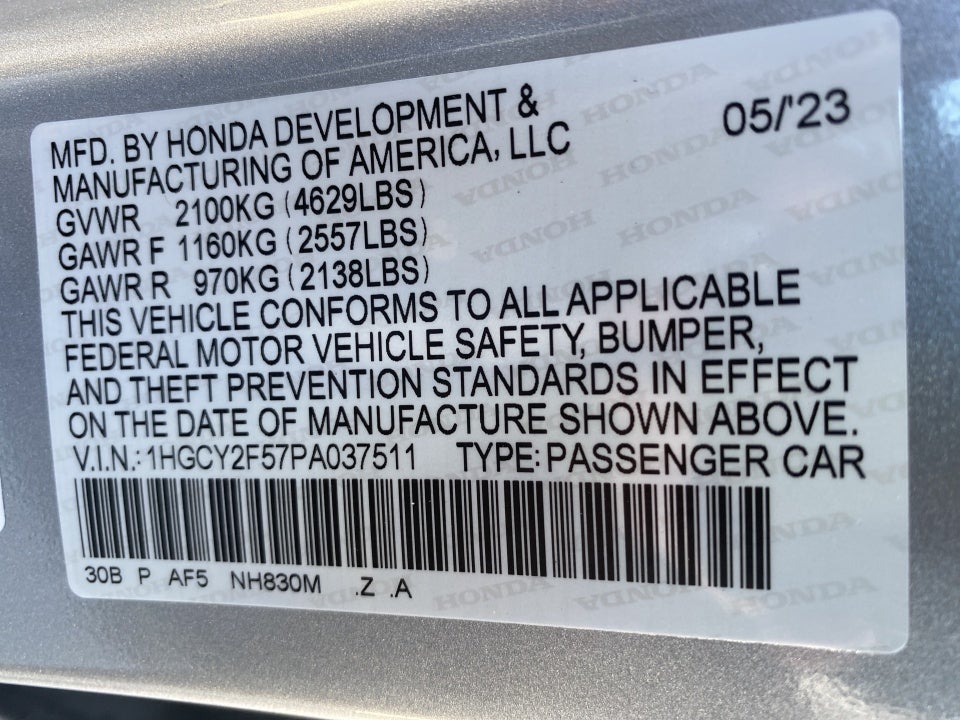 05/'23
MFD. BY HONDA DEVELOPMENT &
MANUFACTURING OF AMERICA, LLC
GVWR 2100KG (4629LBS)
GAWR F 1160KG (2557LBS)
GAWR R 970KG (2138LBS)
THIS VEHICLE CONFORMS TO ALL APPLICABLE
FEDERAL MOTOR VEHICLE SAFETY, BUMPER,
AND THEFT PREVENTION STANDARDS IN EFFECT
ON THE DATE OF MANUFACTURE SHOWN ABOVE.
V.I.N.: 1HGCY2F57PA037511 TYPE: PASSENGER CAR
30B P AF5 NH830M .Z .A